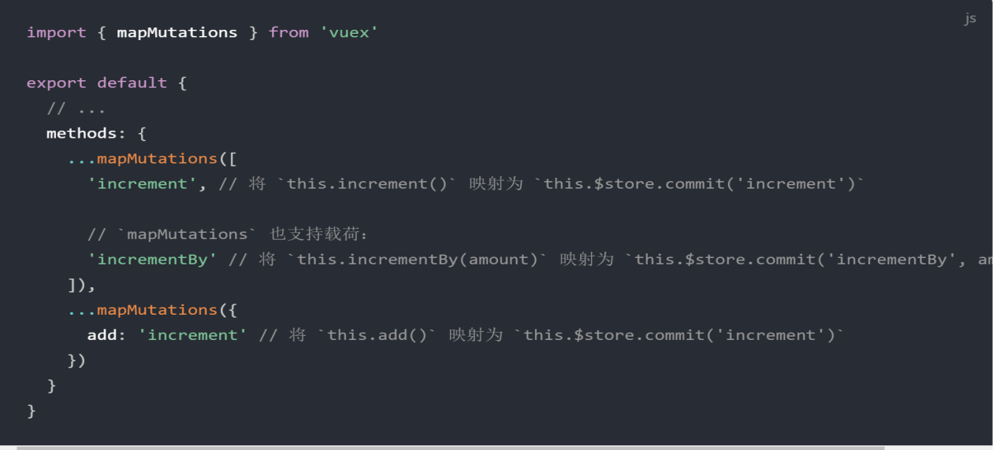 js
import { mapMutations } from 'vuex'
export default {
  // ...
  methods: {
    ...mapMutations([
      'increment', // 将 `this.increment()` 映射为 `this.$store.commit('increment')`
      // `mapMutations` 也支持载荷：
      'incrementBy' // 将 `this.incrementBy(amount)` 映射为 `this.$store.commit('incrementBy',
    ]),
    ...mapMutations({
      add: 'increment' // 将 `this.add()` 映射为 `this.$store.commit('increment')`
    })
  }
}